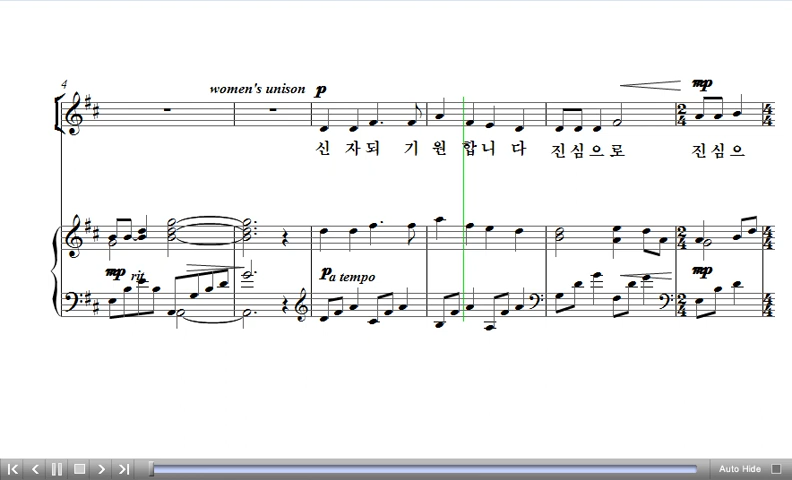 4
women's unison p
mp
신 자 되 기 원 합 니 다 진 심 으 로 진 심 으
mp rit. p a tempo mp
Auto Hide